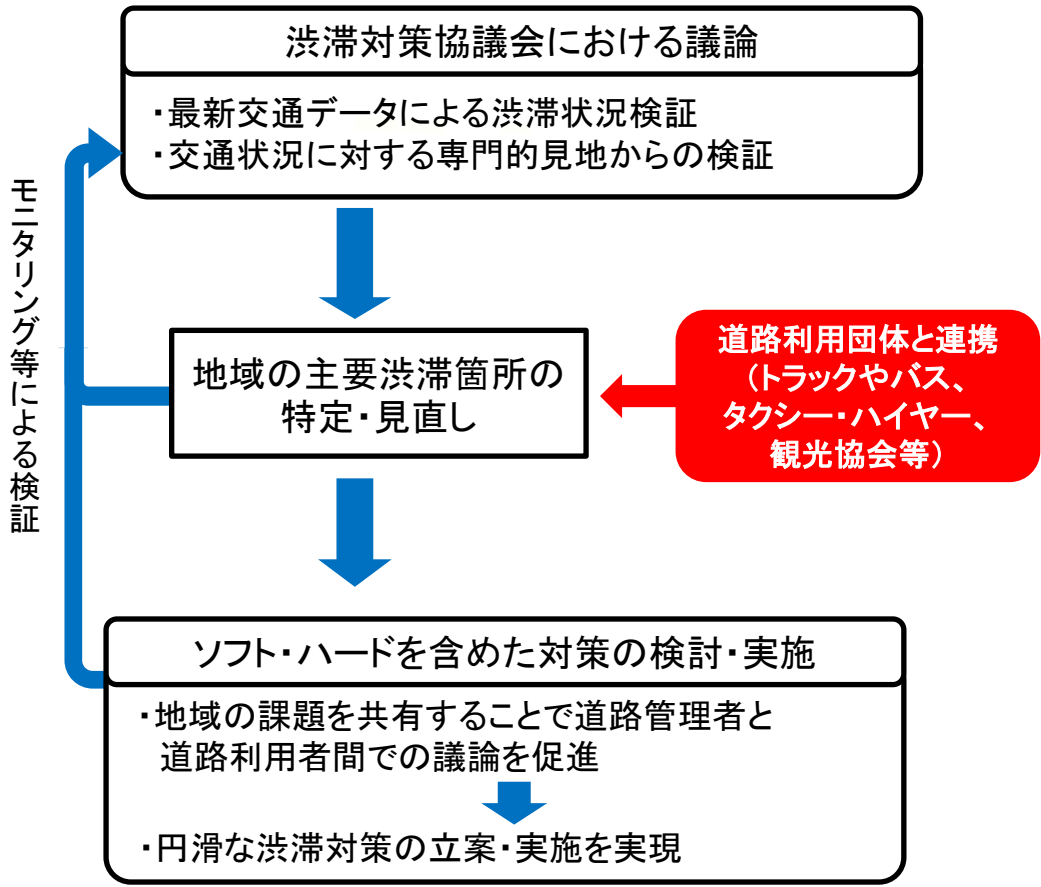 渋滞対策協議会における議論
・最新交通データによる渋滞状況検証
・交通状況に対する専門的見地からの検証
モニタリング等による検証
地域の主要渋滞箇所の
特定・見直し
道路利用団体と連携
（トラックやバス、
タクシー・ハイヤー、
観光協会等）
ソフト・ハードを含めた対策の検討・実施
・地域の課題を共有することで道路管理者と
道路利用者間での議論を促進
・円滑な渋滞対策の立案・実施を実現